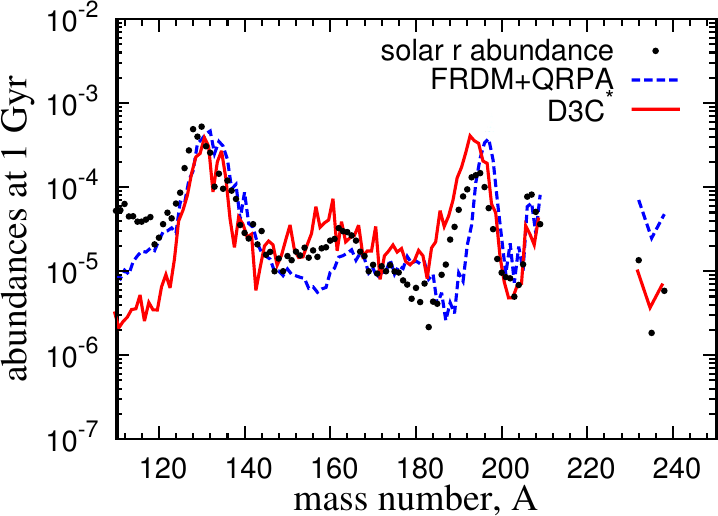 10^-2
solar r abundance
FRDM+QRPA
D3C*
10^-3
10^-4
10^-5
10^-6
10^-7
abundances at 1 Gyr
120 140 160 180 200 220 240
mass number, A